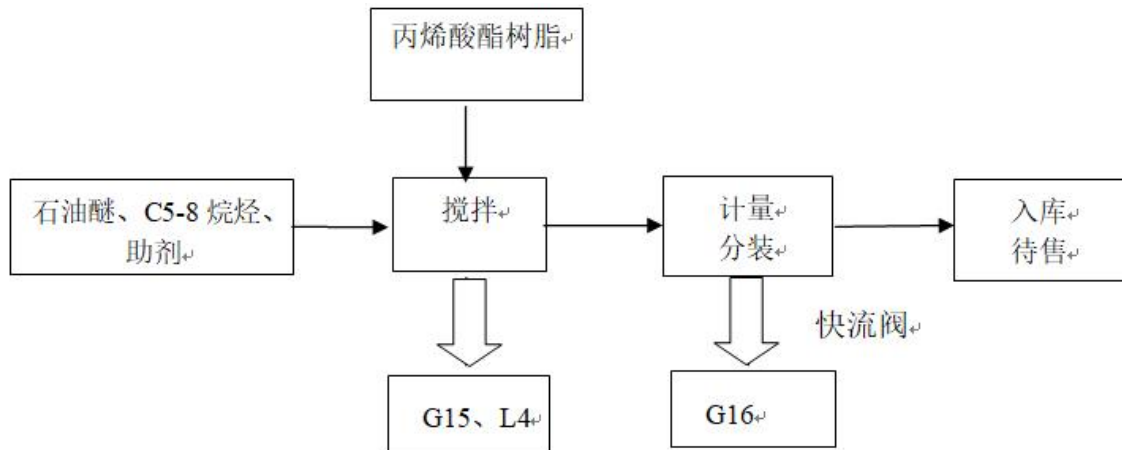 丙烯酸酯树脂
石油醚、C5-8 烷烃、
助剂
搅拌
计量
分装
入库
待售
快流阀
G15、L4
G16